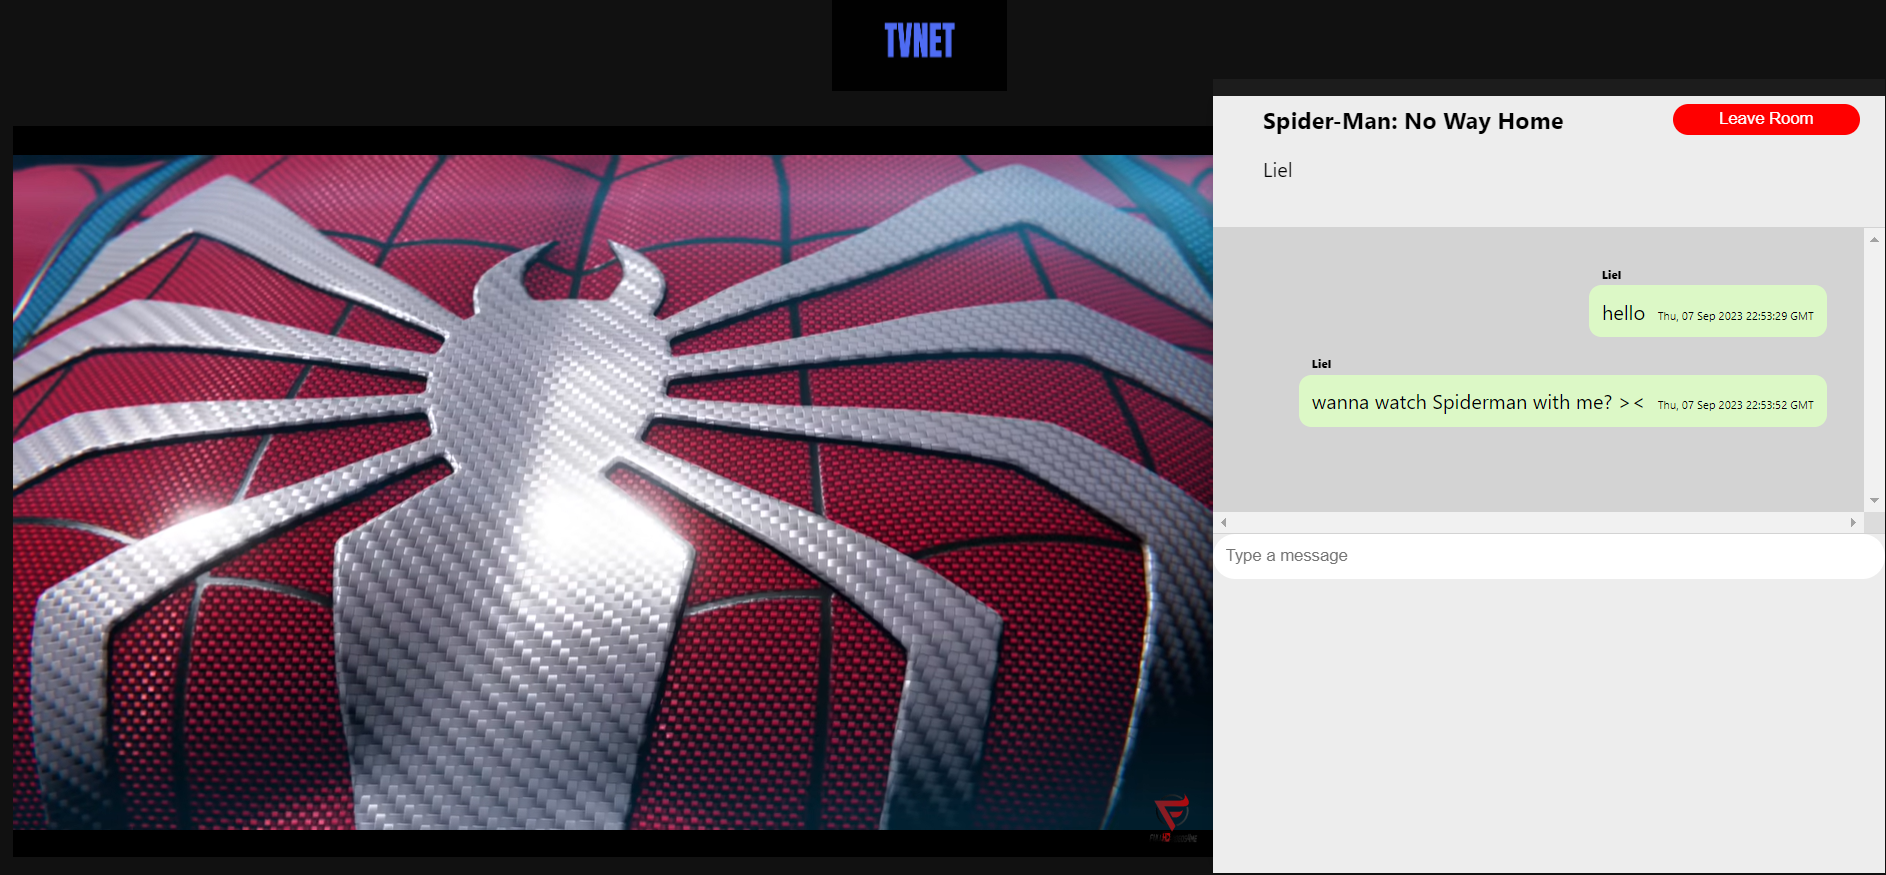 TVNET
Spider-Man: No Way Home
Leave Room
Liel
Liel
hello Thu, 07 Sep 2023 22:53:29 GMT
Liel
wanna watch Spiderman with me? >< Thu, 07 Sep 2023 22:53:52 GMT
Type a message